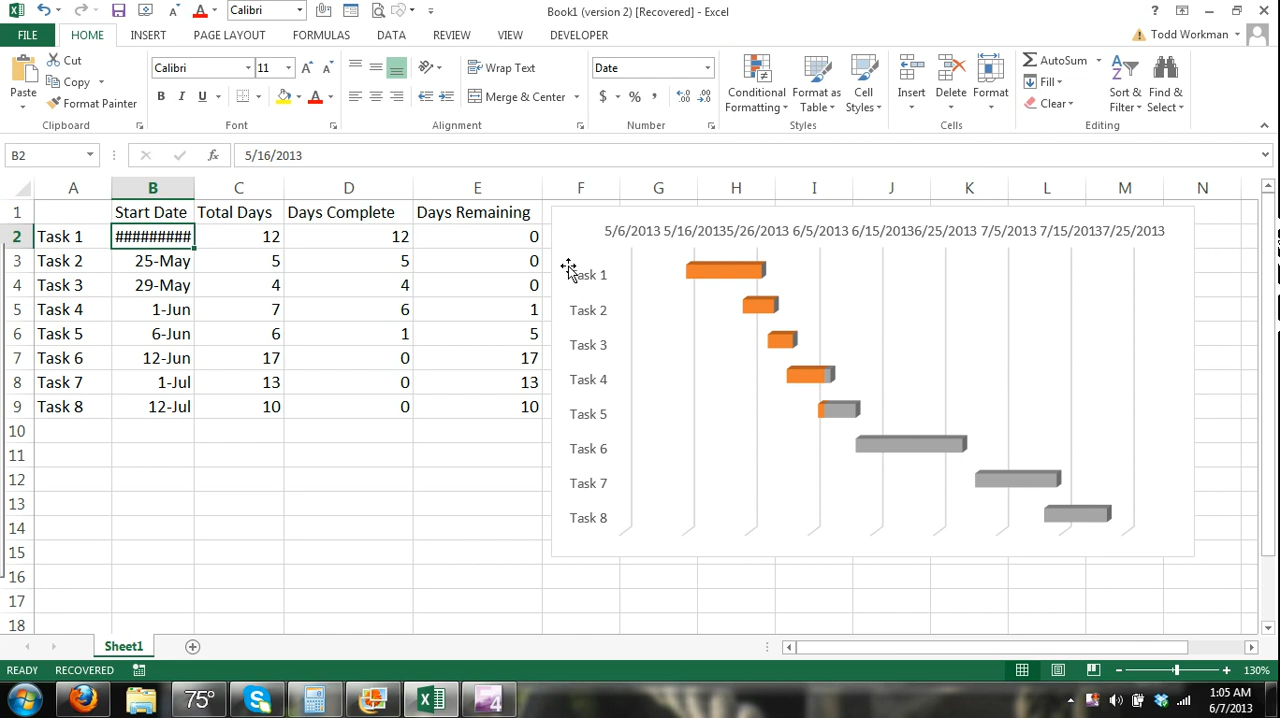 Calibri
Book1 (version 2) [Recovered] - Excel
FILE HOME INSERT PAGE LAYOUT FORMULAS DATA REVIEW VIEW DEVELOPER Todd Workman
Paste
Cut
Copy
Format Painter
Clipboard
Calibri 11
B I U
Font
Wrap Text
Merge & Center
Alignment
Date
$ % ,
Number
Conditional Formatting
Format as Table
Cell Styles
Styles
Insert Delete Format
Cells
AutoSum
Fill
Clear
Sort & Filter
Find & Select
Editing
B2 fx 5/16/2013
A B C D E F G H I J K L M N
1 Start Date Total Days Days Complete Days Remaining
2 Task 1 ######### 12 12 0
3 Task 2 25-May 5 5 0
4 Task 3 29-May 4 4 0
5 Task 4 1-Jun 7 6 1
6 Task 5 6-Jun 6 1 5
7 Task 6 12-Jun 17 0 17
8 Task 7 1-Jul 13 0 13
9 Task 8 12-Jul 10 0 10
10
11
12
13
14
15
16
17
18
5/6/2013 5/16/2013 5/26/2013 6/5/2013 6/15/2013 6/25/2013 7/5/2013 7/15/2013 7/25/2013
Task 1
Task 2
Task 3
Task 4
Task 5
Task 6
Task 7
Task 8
Sheet1
READY RECOVERED 130%
75°
4
1:05 AM
6/7/2013